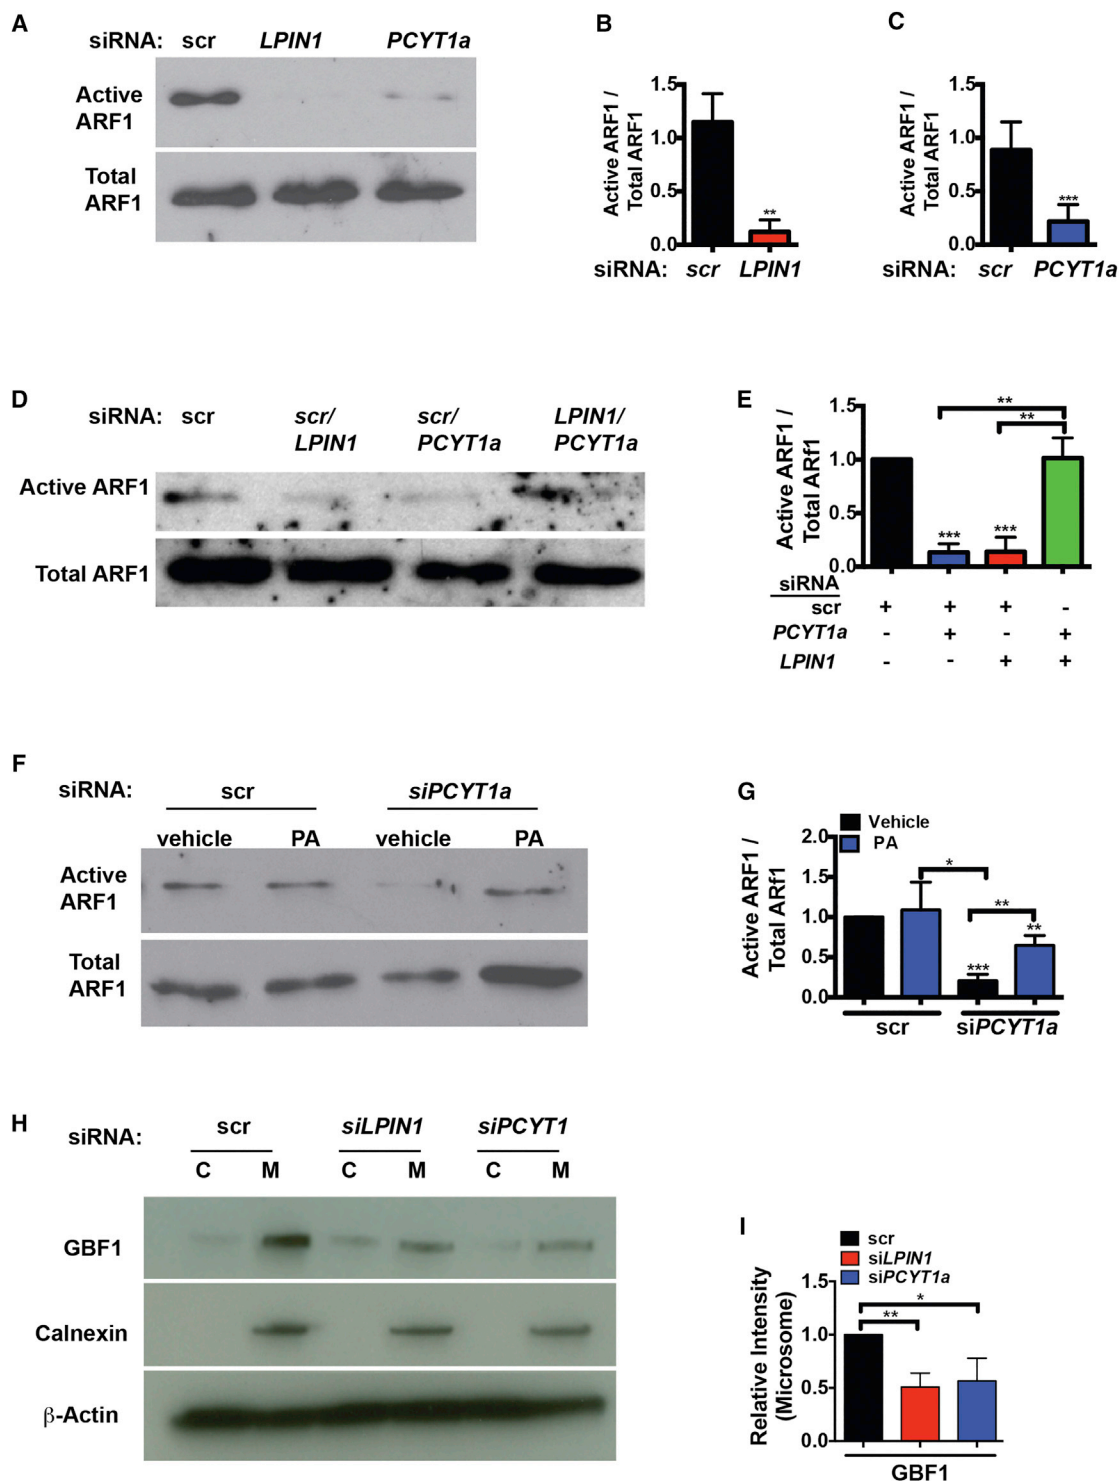 A
siRNA: scr LPIN1 PCYT1a
Active
ARF1
Total
ARF1
B
Active ARF1 /
Total ARF1
1.5
1.0
0.5
0.0
**
siRNA: scr LPIN1
C
Active ARF1 /
Total ARF1
1.5
1.0
0.5
0.0
***
siRNA: scr PCYT1a
D
siRNA: scr scr/ scr/ LPIN1/
LPIN1 PCYT1a PCYT1a
Active ARF1
Total ARF1
E
Active ARF1 /
Total ARf1
1.5
1.0
0.5
0.0
**
**
*** ***
siRNA
scr + + + -
PCYT1a - + - +
LPIN1 - - + +
F
siRNA: scr siPCYT1a
vehicle PA vehicle PA
Active
ARF1
Total
ARF1
G
Vehicle
PA
Active ARF1 /
Total ARf1
2.0
1.5
1.0
0.5
0.0
*
**
**
***
scr siPCYT1a
H
siRNA: scr siLPIN1 siPCYT1
C M C M C M
GBF1
Calnexin
β-Actin
I
scr
siLPIN1
siPCYT1a
Relative Intensity
(Microsome)
1.5
1.0
0.5
0.0
*
**
GBF1